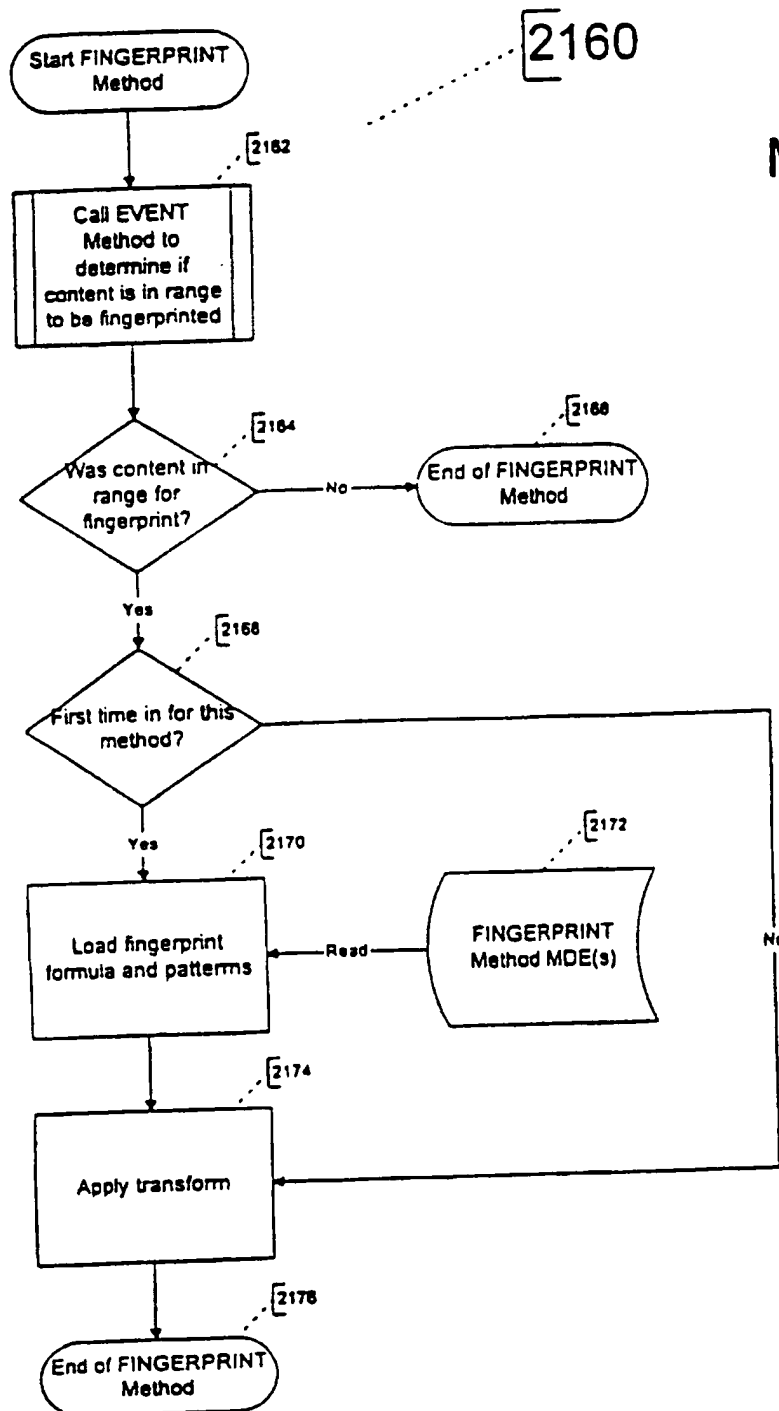 Start FINGERPRINT
Method
2160
2162
Call EVENT
Method to
determine if
content is in range
to be fingerprinted
2164
Was content in
range for
fingerprint?
No
2166
End of FINGERPRINT
Method
Yes
2168
First time in for this
method?
Yes
No
2170
Load fingerprint
formula and patterns
Read
2172
FINGERPRINT
Method MDE(s)
2174
Apply transform
2176
End of FINGERPRINT
Method